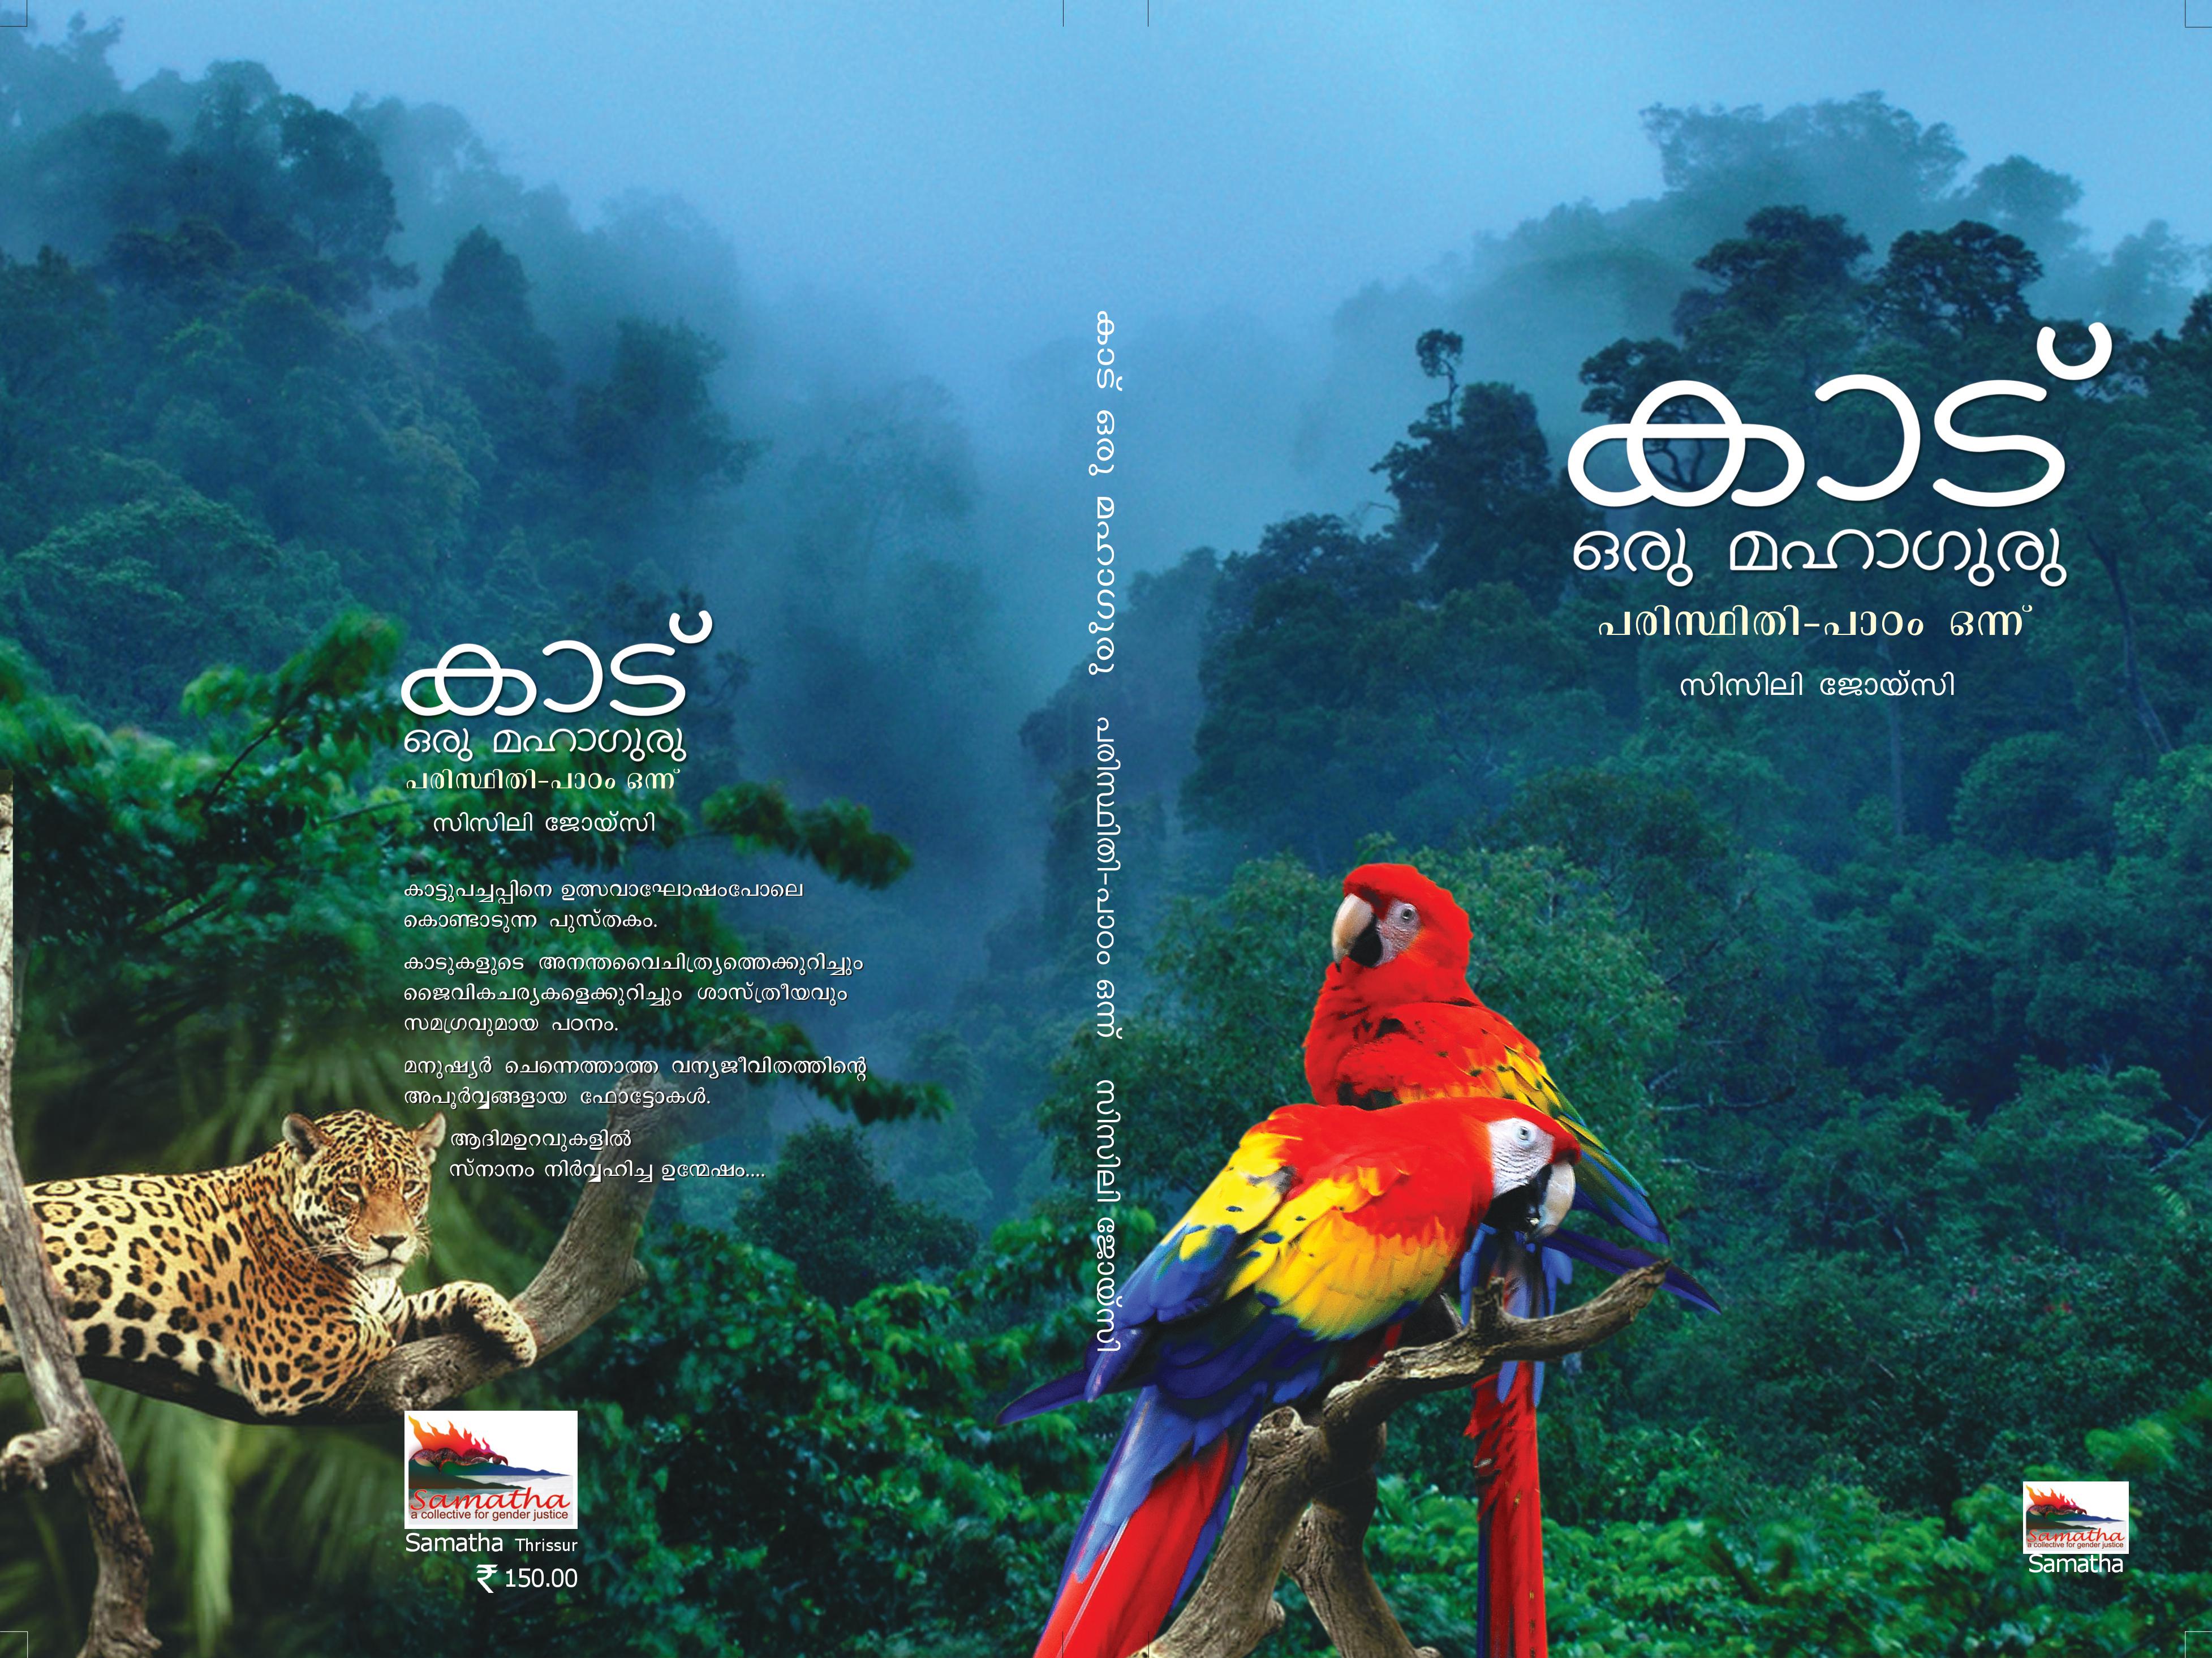 കാട്
ഒരു മഹാഗുരു
പരിസ്ഥിതി-പാഠം ഒന്ന്
സിസിലി ജോയ്സി
കാട്ടുപച്ചപ്പിനെ ഉത്സവാഘോഷംപോലെ
കൊണ്ടാടുന്ന പുസ്തകം.
കാടുകളുടെ അനന്തവൈചിത്ര്യത്തെക്കുറിച്ചും
ജൈവികചര്യകളെക്കുറിച്ചും ശാസ്ത്രീയവും
സമഗ്രവുമായ പഠനം.
മനുഷ്യർ ചെന്നെത്താത്ത വന്യജീവിതത്തിന്റെ
അപൂർവ്വങ്ങളായ ഫോട്ടോകൾ.
ആദിമഉറവുകളിൽ
സ്നാനം നിർവ്വഹിച്ച ഉന്മേഷം....
Samatha
a collective for gender justice
Samatha Thrissur
₹ 150.00
കാട് ഒരു മഹാഗുരു പരിസ്ഥിതി-പാഠം ഒന്ന് സിസിലി ജോയ്സി
കാട്
ഒരു മഹാഗുരു
പരിസ്ഥിതി-പാഠം ഒന്ന്
സിസിലി ജോയ്സി
Samatha
a collective for gender justice
Samatha